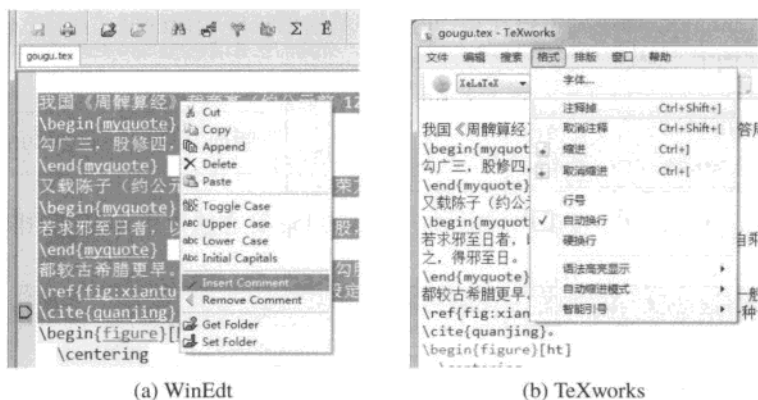 gougu.tex
我国《周髀算经》
\begin{myquote}
勾广三，股修四，
\end{myquote}
又载陈子（约公元
\begin{myquote}
若求邪至日者，以
\end{myquote}
都较古希腊更早。
\ref{fig:xiantu
\cite{quanjing}
\begin{figure}[
\centering
Cut
Copy
Append
Delete
Paste
Toggle Case
Upper Case
Lower Case
Initial Capitals
Insert Comment
Remove Comment
Get Folder
Set Folder
(a) WinEdt
gougu.tex - TeXworks
文件 编辑 搜索 格式 排版 窗口 帮助
XeLaTeX
字体...
注释掉 Ctrl+Shift+]
取消注释 Ctrl+Shift+[
缩进 Ctrl+]
取消缩进 Ctrl+[
行号
自动换行
硬换行
语法高亮显示
自动缩进模式
智能引号
我国《周髀算经》
\begin{myquot
勾广三，股修四，
\end{myquote}
又载陈子（约公
\begin{myquot
若求邪至日者，
自乘
之，得邪至日。
\end{myquote}
都较古希腊更早。
一般
\ref{fig:xian
种
\cite{quanjing}。
\begin{figure}[ht]
(b) TeXworks